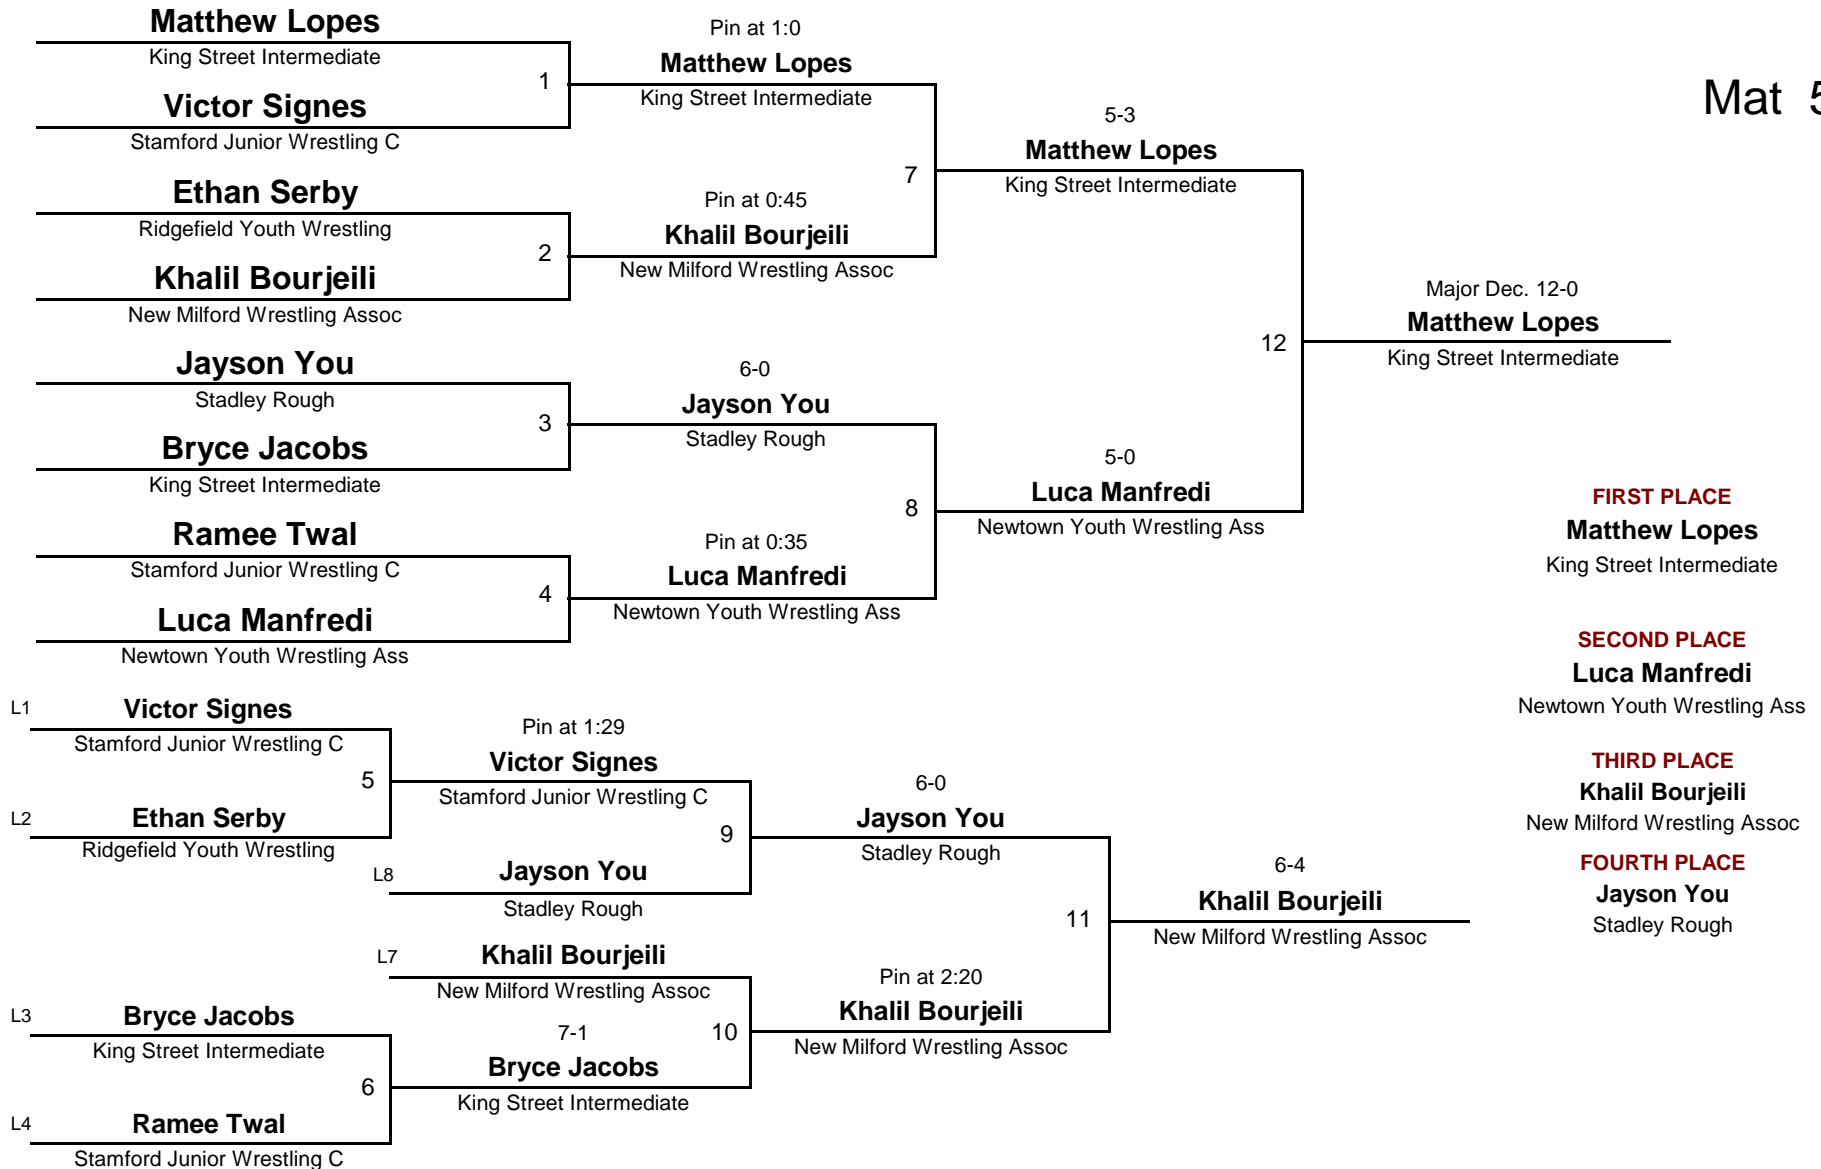 Matthew Lopes
King Street Intermediate
1
Victor Signes
Stamford Junior Wrestling C
Ethan Serby
Ridgefield Youth Wrestling
2
Khalil Bourjeili
New Milford Wrestling Assoc
Jayson You
Stadley Rough
3
Bryce Jacobs
King Street Intermediate
Ramee Twal
Stamford Junior Wrestling C
4
Luca Manfredi
Newtown Youth Wrestling Ass
Pin at 1:0
Matthew Lopes
King Street Intermediate
7
Pin at 0:45
Khalil Bourjeili
New Milford Wrestling Assoc
6-0
Jayson You
Stadley Rough
8
Pin at 0:35
Luca Manfredi
Newtown Youth Wrestling Ass
5-3
Matthew Lopes
King Street Intermediate
12
5-0
Luca Manfredi
Newtown Youth Wrestling Ass
Major Dec. 12-0
Matthew Lopes
King Street Intermediate
Mat 5
L1
Victor Signes
Stamford Junior Wrestling C
5
L2
Ethan Serby
Ridgefield Youth Wrestling
L3
Bryce Jacobs
King Street Intermediate
6
L4
Ramee Twal
Stamford Junior Wrestling C
Pin at 1:29
Victor Signes
Stamford Junior Wrestling C
9
L8
Jayson You
Stadley Rough
L7
Khalil Bourjeili
New Milford Wrestling Assoc
10
7-1
Bryce Jacobs
King Street Intermediate
6-0
Jayson You
Stadley Rough
11
Pin at 2:20
Khalil Bourjeili
New Milford Wrestling Assoc
6-4
Khalil Bourjeili
New Milford Wrestling Assoc
FIRST PLACE
Matthew Lopes
King Street Intermediate
SECOND PLACE
Luca Manfredi
Newtown Youth Wrestling Ass
THIRD PLACE
Khalil Bourjeili
New Milford Wrestling Assoc
FOURTH PLACE
Jayson You
Stadley Rough